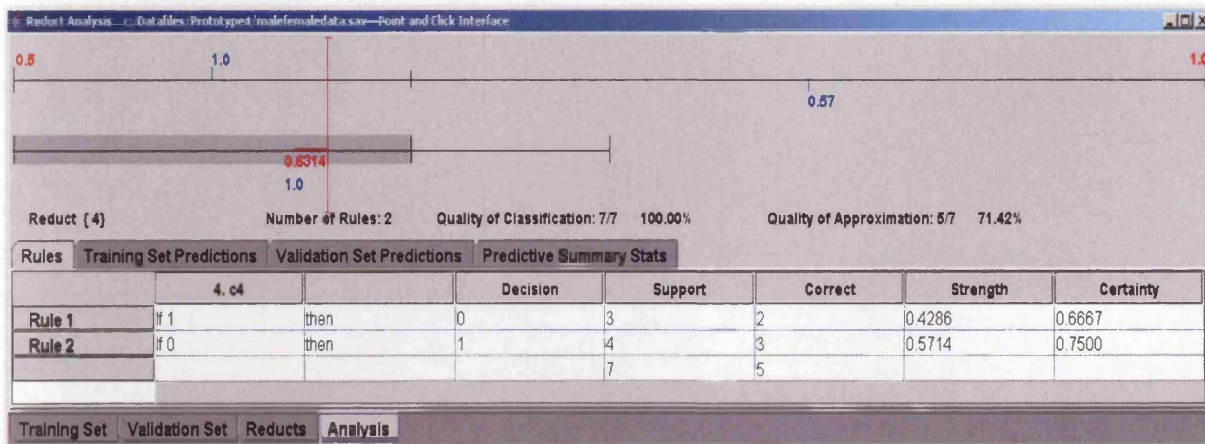 Reduct Analysis C: Datafiles/Prototype4/malefemaledata.sav—Point and Click Interface
0.5 1.0 1.0
0.57
0.6314
1.0
Reduct { 4} Number of Rules: 2 Quality of Classification: 7/7 100.00% Quality of Approximation: 5/7 71.42%
Rules Training Set Predictions Validation Set Predictions Predictive Summary Stats
4. c4 Decision Support Correct Strength Certainty
Rule 1 If 1 then 0 3 2 0.4286 0.6667
Rule 2 If 0 then 1 4 3 0.5714 0.7500
7 5
Training Set Validation Set Reducts Analysis